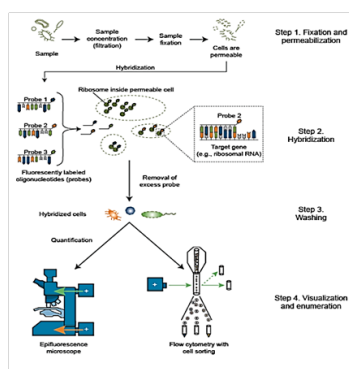 Sample
Sample
concentration
(filtration)
Sample
fixation
Cells are
permeable
Step 1. Fixation and
permeabilization
Hybridization
Ribosome inside permeable cell
Probe 1
Probe 2
Probe 3
Fluorescently labeled
oligonucleotides (probes)
Probe 2
Target gene
(e.g., ribosomal RNA)
Step 2.
Hybridization
Removal of
excess probe
Hybridized cells
Step 3.
Washing
Quantification
Step 4. Visualization
and enumeration
Epifluorescence
microscope
Flow cytometry with
cell sorting